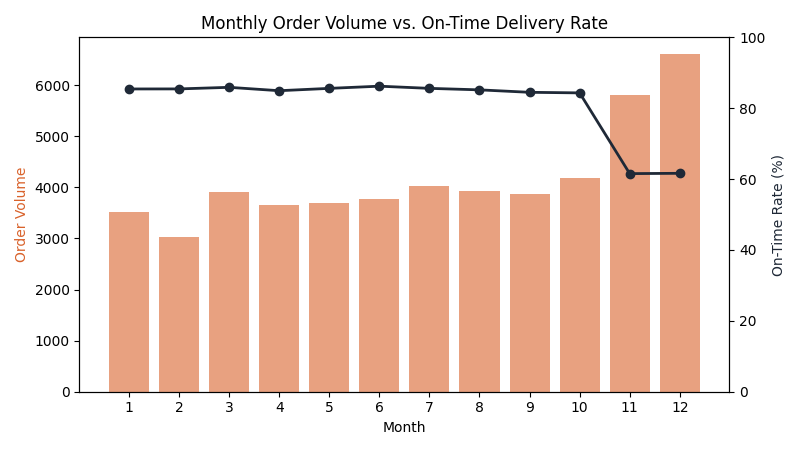 Monthly Order Volume vs. On-Time Delivery Rate
Order Volume
6000
5000
4000
3000
2000
1000
0
100
80
60
40
20
0
On-Time Rate (%)
1 2 3 4 5 6 7 8 9 10 11 12
Month